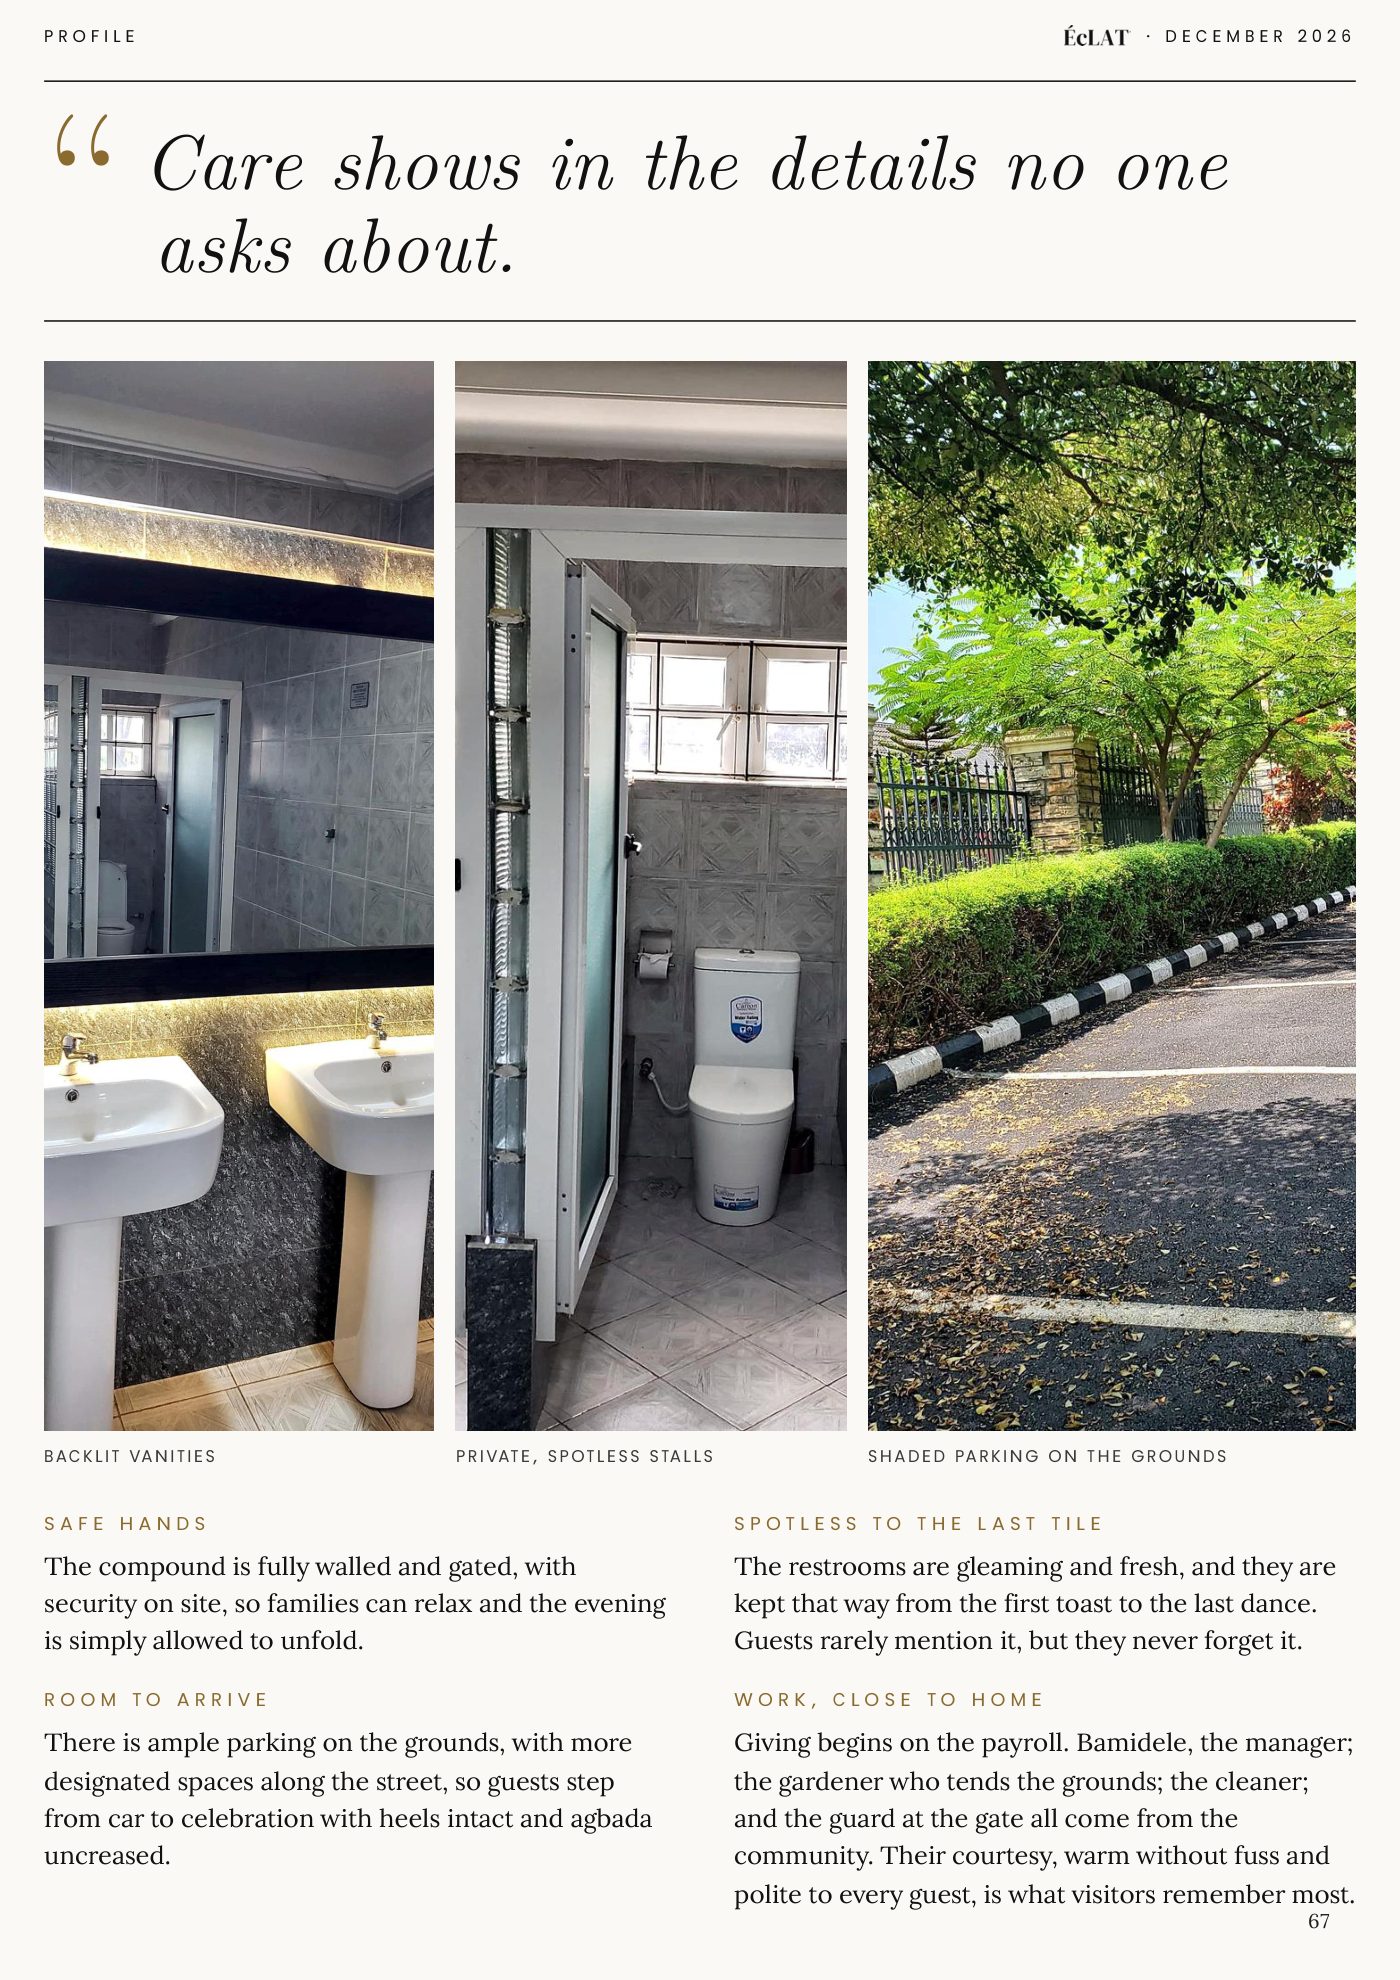 PROFILE
ÉcLAT · DECEMBER 2026
“ Care shows in the details no one
asks about.
Canon
BACKLIT VANITIES
PRIVATE, SPOTLESS STALLS
SHADED PARKING ON THE GROUNDS
SAFE HANDS
The compound is fully walled and gated, with
security on site, so families can relax and the evening
is simply allowed to unfold.
ROOM TO ARRIVE
There is ample parking on the grounds, with more
designated spaces along the street, so guests step
from car to celebration with heels intact and agbada
uncreased.
SPOTLESS TO THE LAST TILE
The restrooms are gleaming and fresh, and they are
kept that way from the first toast to the last dance.
Guests rarely mention it, but they never forget it.
WORK, CLOSE TO HOME
Giving begins on the payroll. Bamidele, the manager;
the gardener who tends the grounds; the cleaner;
and the guard at the gate all come from the
community. Their courtesy, warm without fuss and
polite to every guest, is what visitors remember most.
67